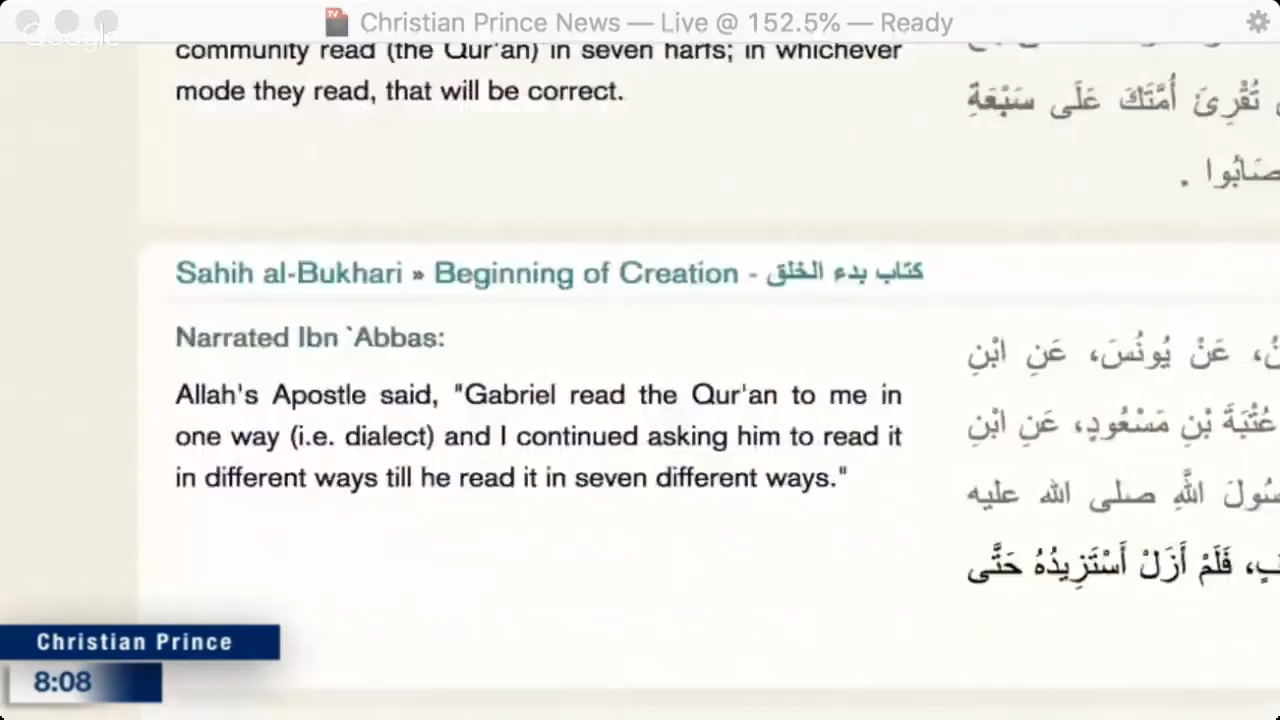 Christian Prince News — Live @ 152.5% — Ready
Google
community read (the Qur'an) in seven harfs; in whichever
mode they read, that will be correct.
تُقْرِئَ أُمَّتَكَ عَلَى سَبْعَةِ
Sahih al-Bukhari » Beginning of Creation - كتاب بدء الخلق
Narrated Ibn `Abbas:
Allah's Apostle said, "Gabriel read the Qur'an to me in
one way (i.e. dialect) and I continued asking him to read it
in different ways till he read it in seven different ways."
عَنْ يُونُسَ، عَنِ ابْنِ
عُتْبَةَ بْنِ مَسْعُودٍ، عَنِ ابْنِ
اللَّهِ صلى الله عليه
فَلَمْ أَزَلْ أَسْتَزِيدُهُ حَتَّى
Christian Prince
8:08